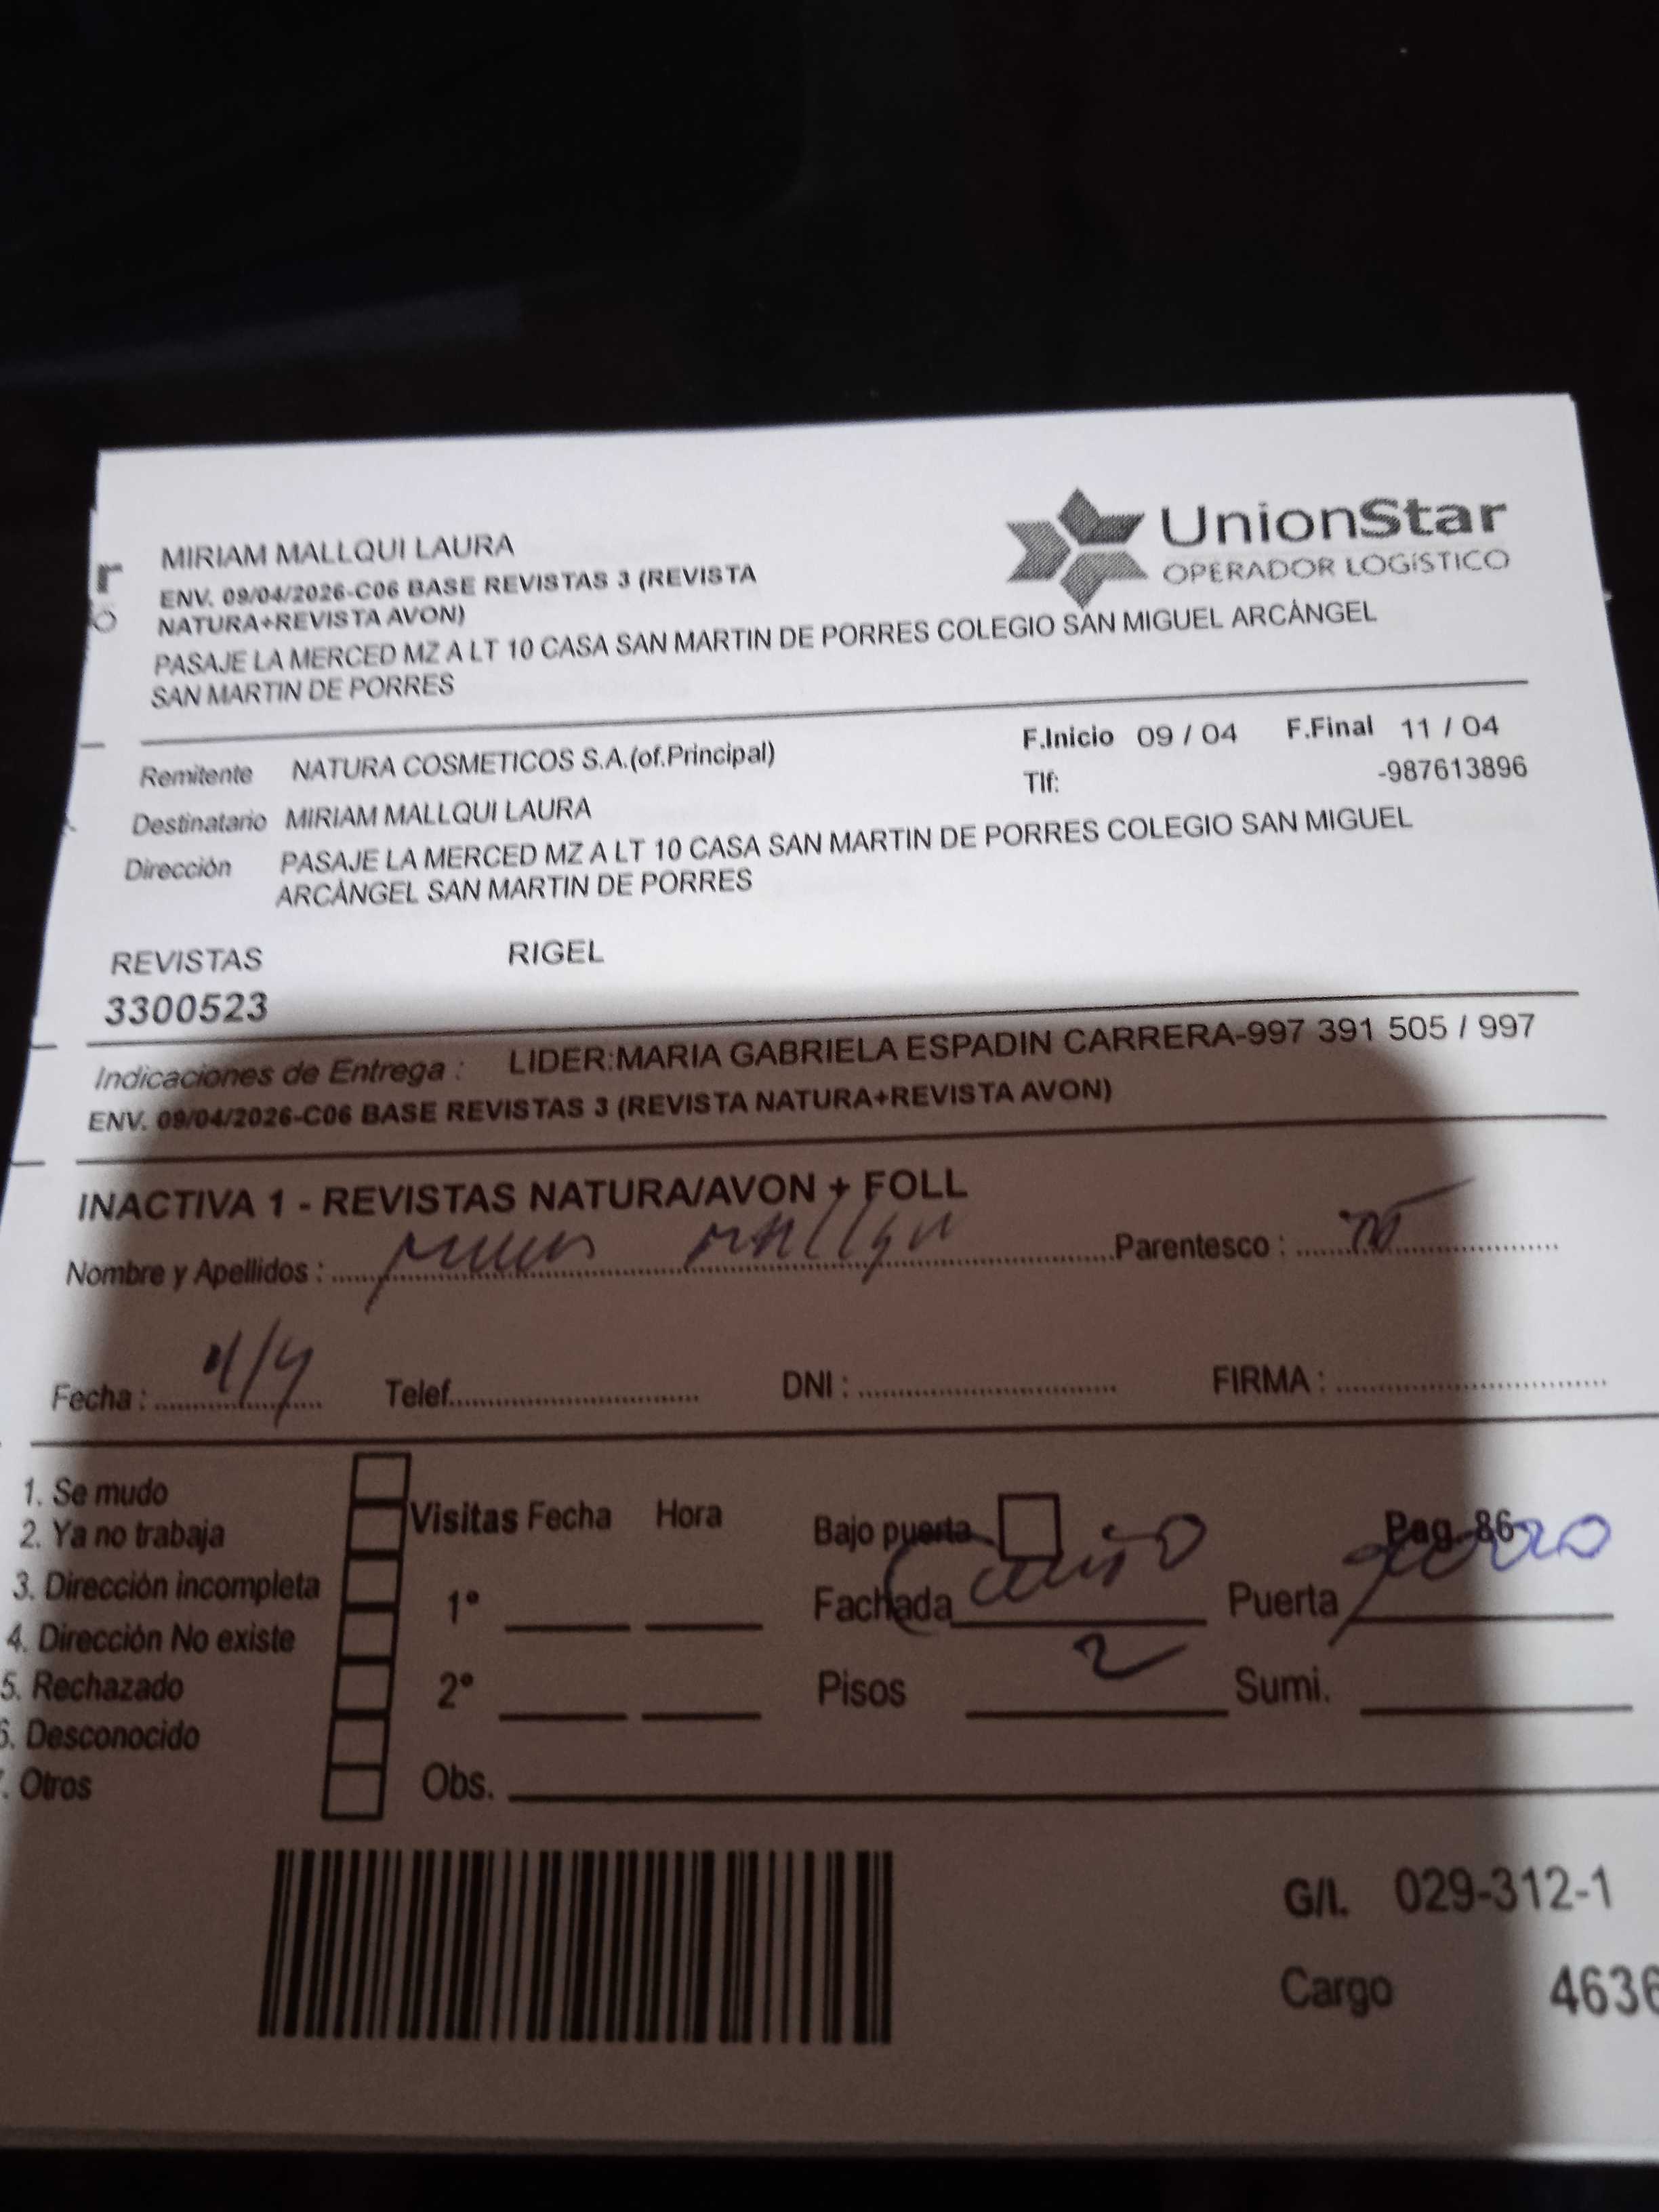 MIRIAM MALLQUI LAURA
ENV. 09/04/2026-C06 BASE REVISTAS 3 (REVISTA
NATURA+REVISTA AVON)
PASAJE LA MERCED MZ A LT 10 CASA SAN MARTIN DE PORRES COLEGIO SAN MIGUEL ARCÁNGEL
SAN MARTIN DE PORRES
UnionStar
OPERADOR LOGÍSTICO
Remitente NATURA COSMETICOS S.A.(of.Principal)
F.Inicio 09 / 04 F.Final 11 / 04
Tlf: -987613896
Destinatario MIRIAM MALLQUI LAURA
Dirección PASAJE LA MERCED MZ A LT 10 CASA SAN MARTIN DE PORRES COLEGIO SAN MIGUEL
ARCÁNGEL SAN MARTIN DE PORRES
REVISTAS RIGEL
3300523
Indicaciones de Entrega : LIDER:MARIA GABRIELA ESPADIN CARRERA-997 391 505 / 997
ENV. 09/04/2026-C06 BASE REVISTAS 3 (REVISTA NATURA+REVISTA AVON)
INACTIVA 1 - REVISTAS NATURA/AVON + FOLL
Nombre y Apellidos : Mallqui Parentesco :
Fecha : Telef. DNI : FIRMA :
1. Se mudo
2. Ya no trabaja
3. Dirección incompleta
4. Dirección No existe
5. Rechazado
6. Desconocido
7. Otros
Visitas Fecha Hora
1°
2°
Obs.
Bajo puerta Pag. 86
Fachada Puerta
Pisos 2 Sumi.
G/I. 029-312-1
Cargo 4636